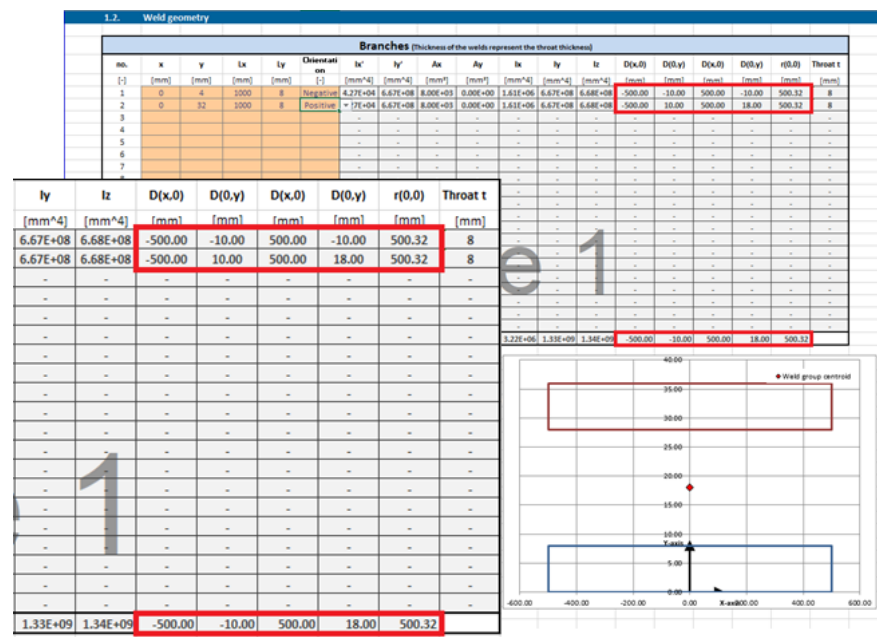 1.2. Weld geometry
Branches (Thickness of the welds represent the throat thickness)
no. x y Lx Ly Orientation Ix' Iy' Ax Ay Ix Iy Iz D(x,0) D(0,y) D(x,0) D(0,y) r(0,0) Throat t
[-] [mm] [mm] [mm] [mm] [-] [mm^4] [mm^4] [mm²] [mm²] [mm^4] [mm^4] [mm^4] [mm] [mm] [mm] [mm] [mm] [mm]
1 0 4 1000 8 Negative 4.27E+04 6.67E+08 8.00E+03 0.00E+00 1.61E+06 6.67E+08 6.68E+08 -500.00 -10.00 500.00 -10.00 500.32 8
2 0 32 1000 8 Positive 27E+04 6.67E+08 8.00E+03 0.00E+00 1.61E+06 6.67E+08 6.68E+08 -500.00 10.00 500.00 18.00 500.32 8
3 - - - - - - - - - - - - -
4 - - - - - - - - - - - - -
5 - - - - - - - - - - - - -
6 - - - - - - - - - - - - -
7 - - - - - - - - - - - - -
3.22E+06 1.33E+09 1.34E+09 -500.00 -10.00 500.00 18.00 500.32
e 1
Iy Iz D(x,0) D(0,y) D(x,0) D(0,y) r(0,0) Throat t
[mm^4] [mm^4] [mm] [mm] [mm] [mm] [mm] [mm]
6.67E+08 6.68E+08 -500.00 -10.00 500.00 -10.00 500.32 8
6.67E+08 6.68E+08 -500.00 10.00 500.00 18.00 500.32 8
e 1
1.33E+09 1.34E+09 -500.00 -10.00 500.00 18.00 500.32
40.00
Weld group centroid
35.00
30.00
25.00
20.00
10.00
Y-axis
5.00
0.00
X-axis
-600.00 -400.00 -200.00 0.00 200.00 400.00 600.00